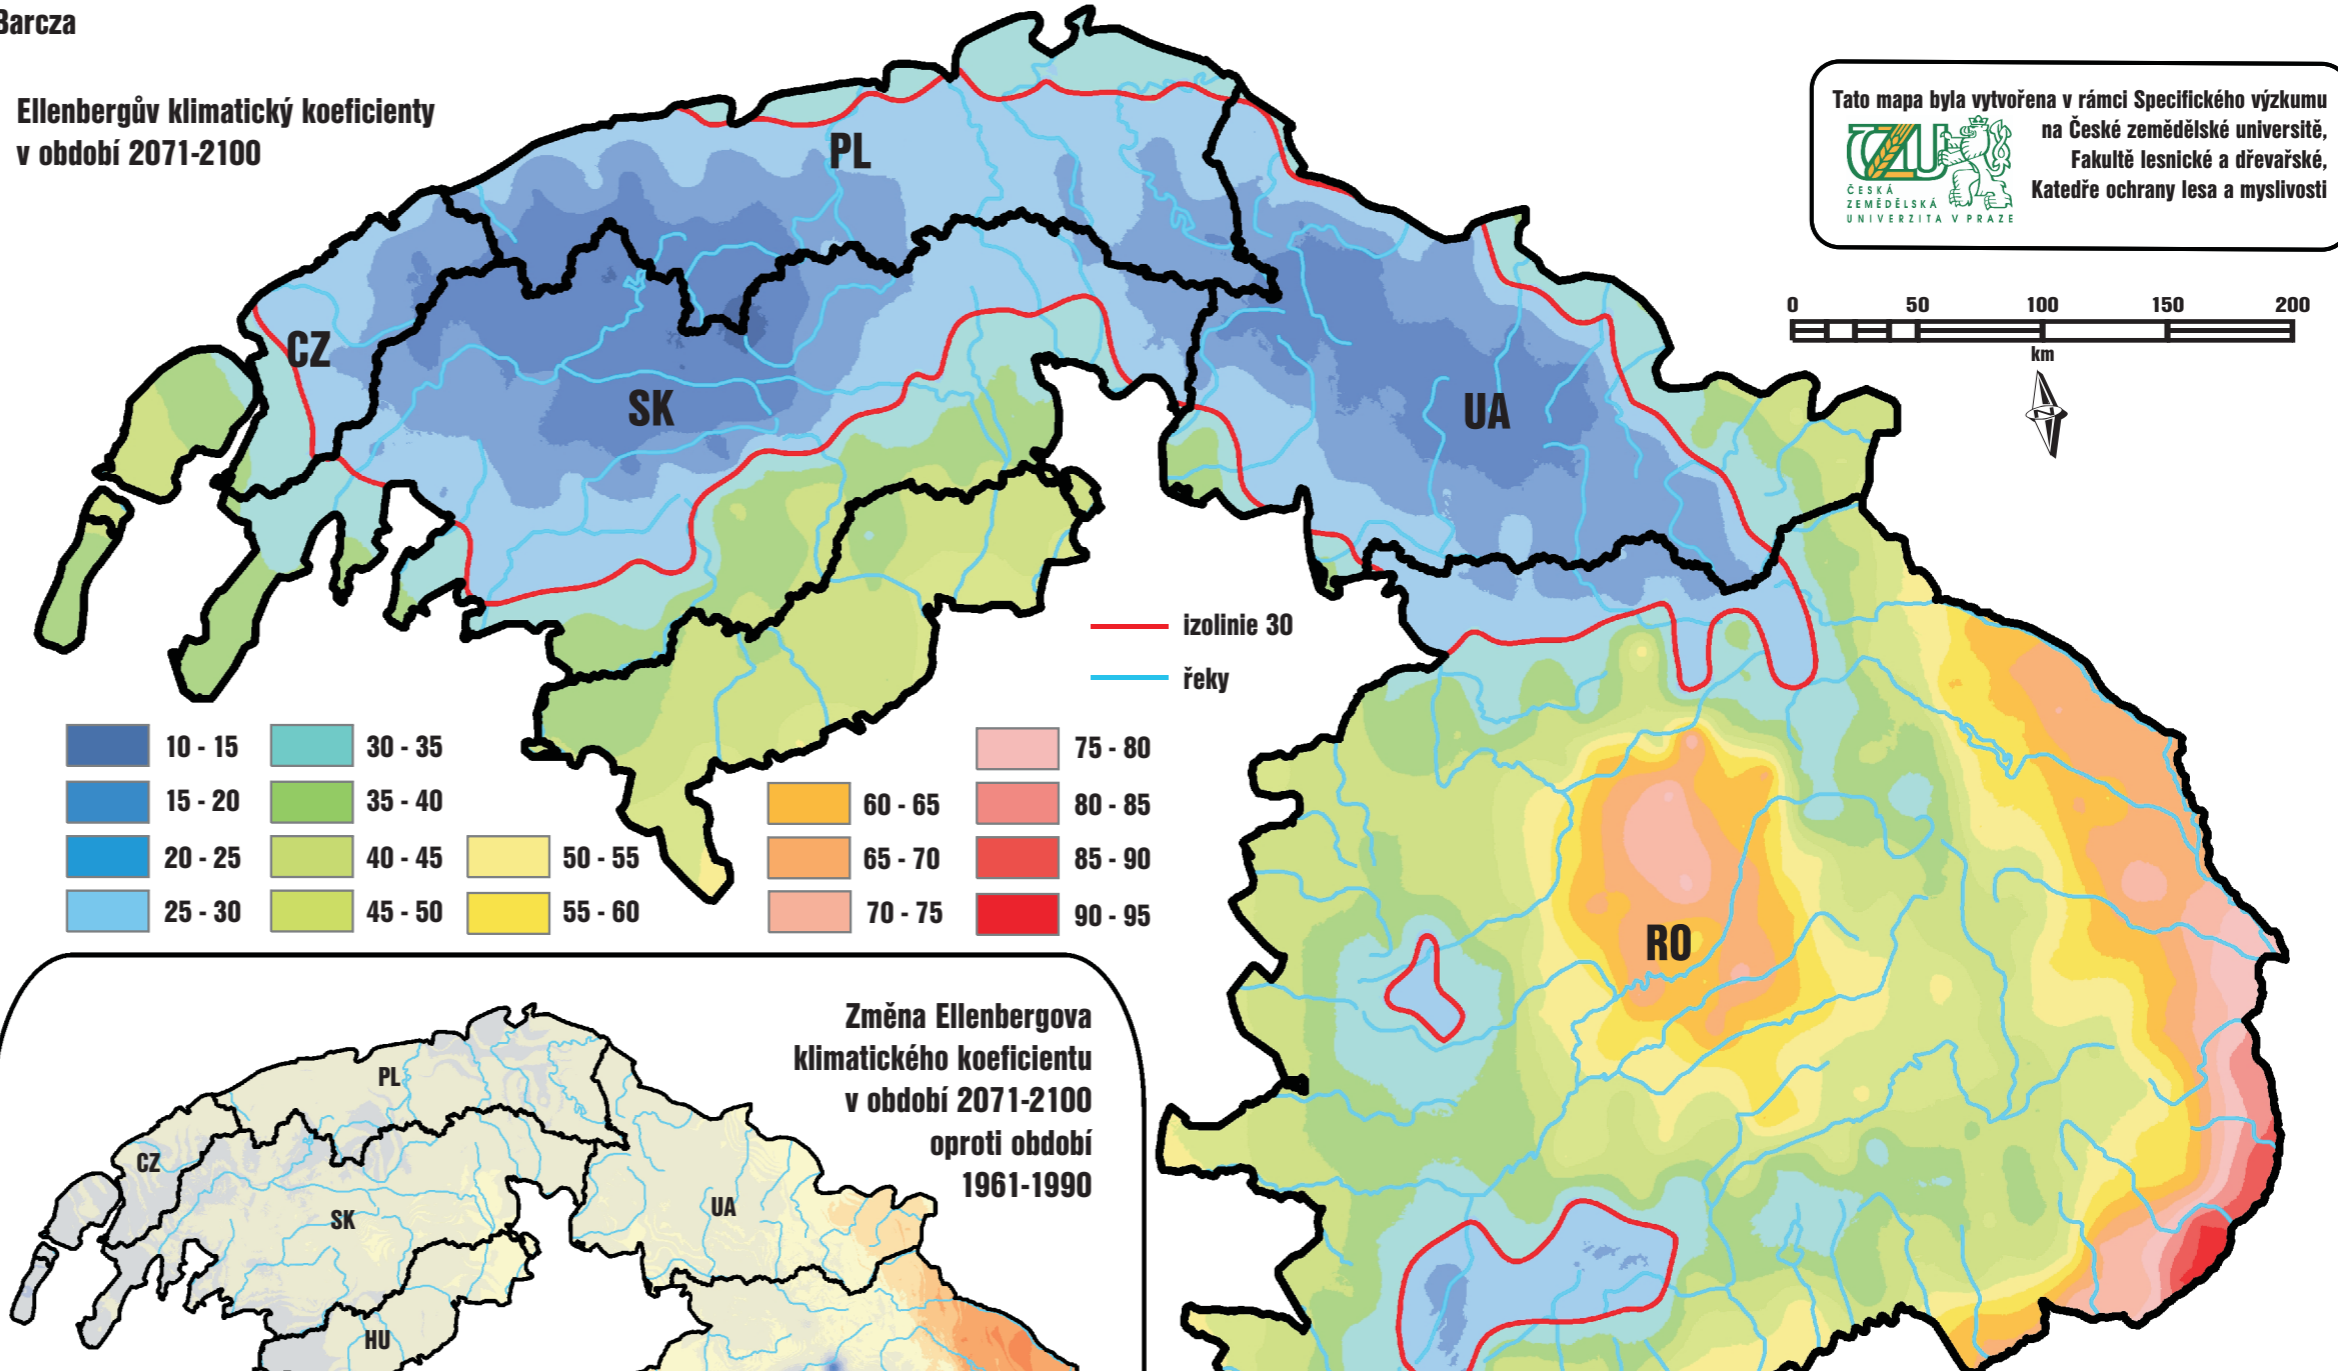 Barcza
Ellenbergův klimatický koeficienty
v období 2071-2100
Tato mapa byla vytvořena v rámci Specifického výzkumu
na České zemědělské universitě,
Fakultě lesnické a dřevařské,
Katedře ochrany lesa a myslivosti
ČZU
ČESKÁ
ZEMĚDĚLSKÁ
UNIVERZITA V PRAZE
0 50 100 150 200
km
N
PL
CZ
SK
UA
RO
izolinie 30
řeky
10 - 15
15 - 20
20 - 25
25 - 30
30 - 35
35 - 40
40 - 45
45 - 50
50 - 55
55 - 60
60 - 65
65 - 70
70 - 75
75 - 80
80 - 85
85 - 90
90 - 95
Změna Ellenbergova
klimatického koeficientu
v období 2071-2100
oproti období
1961-1990
PL
CZ
SK
UA
HU